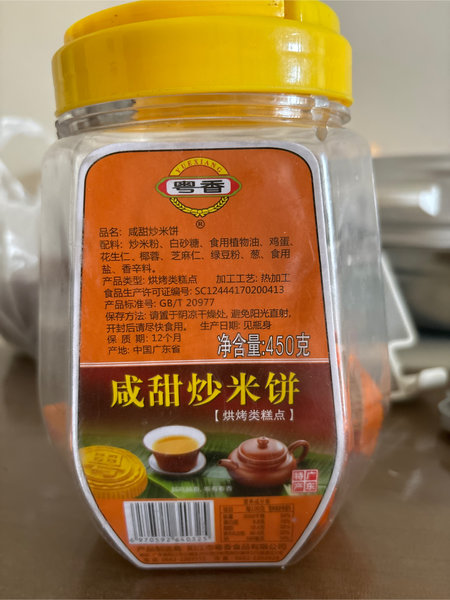 YUEXIANG
粤香
®
品名：咸甜炒米饼
配料：炒米粉、白砂糖、食用植物油、鸡蛋、
花生仁、椰蓉、芝麻仁、绿豆粉、葱、食用
盐、香辛料。
产品类型：烘烤类糕点 加工工艺：热加工
食品生产许可证编号：SC12444170200413
产品标准号：GB/T 20977
保存方法：请置于阴凉干燥处，避免阳光直射，
开封后请尽快食用。 生产日期：见瓶身
保 质 期：12个月
产地：中国广东省
净含量:450克
咸甜炒米饼
【烘烤类糕点】
广东
特产
6970592640325